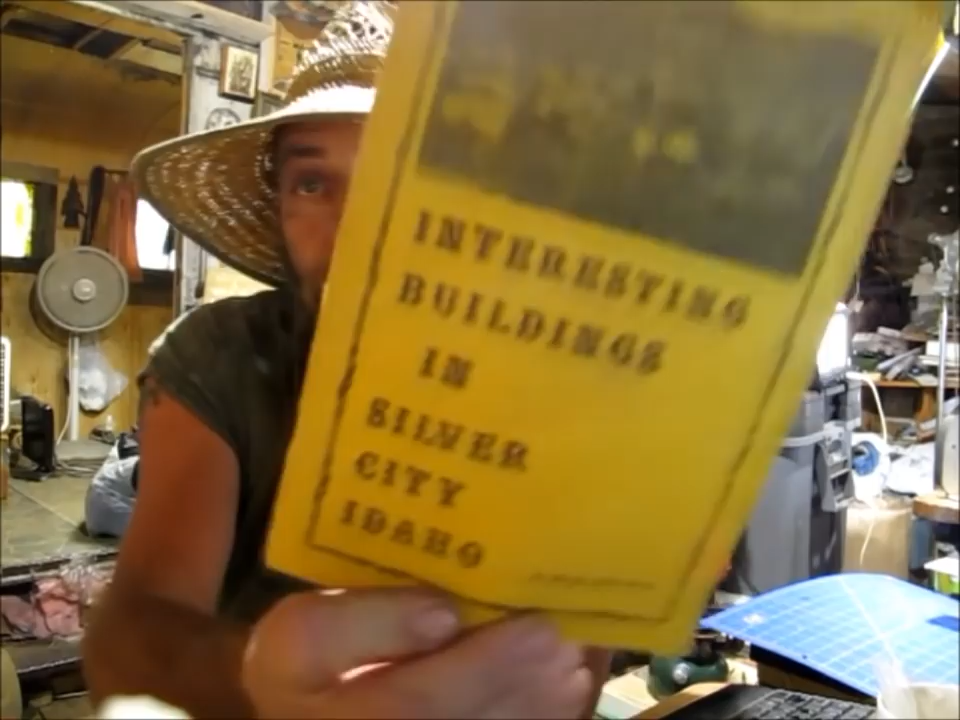 INTERESTING
BUILDINGS
IN
SILVER
CITY
IDAHO